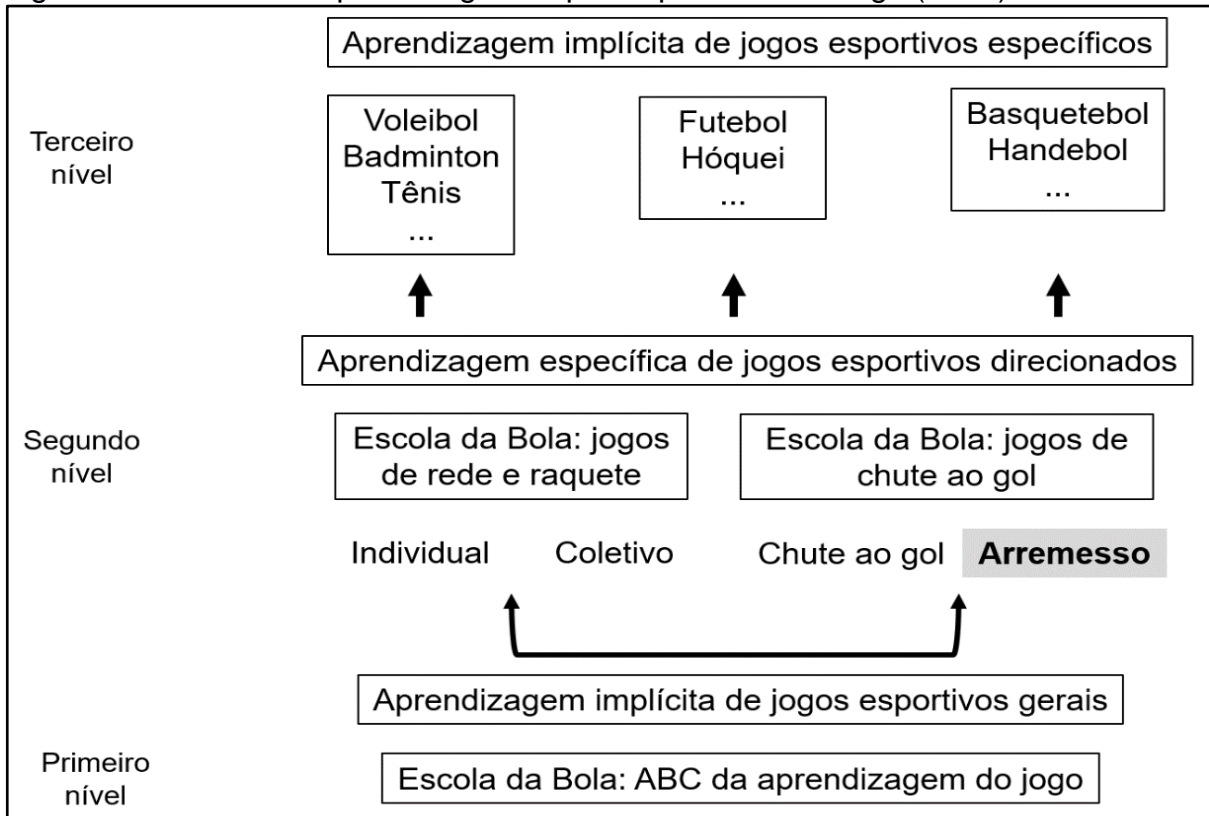 Aprendizagem implícita de jogos esportivos específicos
Terceiro
nível
Voleibol
Badminton
Tênis
...
Futebol
Hóquei
...
Basquetebol
Handebol
...
Aprendizagem específica de jogos esportivos direcionados
Segundo
nível
Escola da Bola: jogos
de rede e raquete
Escola da Bola: jogos de
chute ao gol
Individual
Coletivo
Chute ao gol
Arremesso
Aprendizagem implícita de jogos esportivos gerais
Primeiro
nível
Escola da Bola: ABC da aprendizagem do jogo